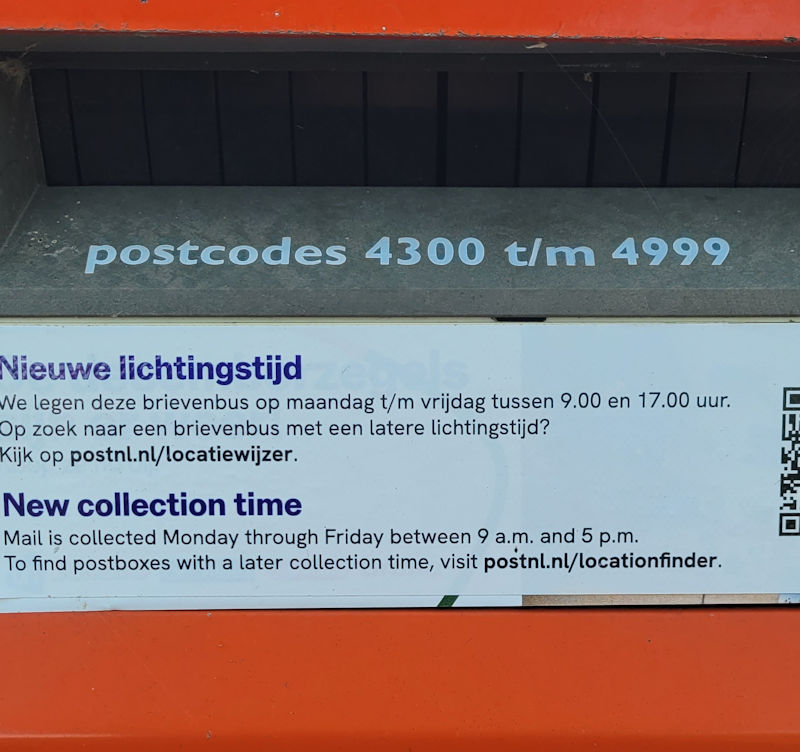 postcodes 4300 t/m 4999
Nieuwe lichtingstijd
We legen deze brievenbus op maandag t/m vrijdag tussen 9.00 en 17.00 uur.
Op zoek naar een brievenbus met een latere lichtingstijd?
Kijk op postnl.nl/locatiewijzer.
New collection time
Mail is collected Monday through Friday between 9 a.m. and 5 p.m.
To find postboxes with a later collection time, visit postnl.nl/locationfinder.